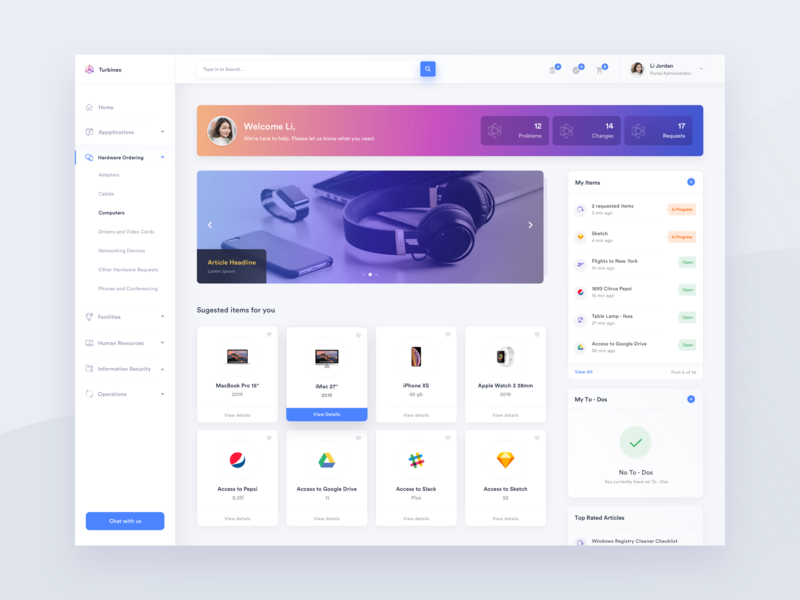 Turbineo
Type in to Search...
4
5
3
Li Jordan
Portal Administrator
Home
Appplications
Hardware Ordering
Adapters
Cables
Computers
Drivers and Video Cards
Networking Devices
Other Hardware Requests
Phones and Conferencing
Facilities
Human Resources
Information Security
Operations
Chat with us
Welcome Li,
We're here to help. Please let us know what you need.
12
Problems
14
Changes
17
Requests
Article Headline
Lorem Ipsum
Sugested items for you
MacBook Pro 15"
2019
View details
iMac 27"
2019
View Details
iPhone XS
View details
Apple Watch 3 38mm
2019
View details
Access to Pepsi
0,33l
View details
Access to Google Drive
View details
Access to Slack
Plus
View details
Access to Sketch
View details
My Items
2 requested items
3 min ago
In Progress
Sketch
4 min ago
In Progress
Flights to New York
15 min ago
Open
1893 Citrus Pepsi
15 min ago
Open
Table Lamp - Ikea
27 min ago
Open
Access to Google Drive
30 min ago
Open
View All
First 6 of 16
My To - Dos
No To - Dos
You currently have no To - Dos
Top Rated Articles
Windows Registry Cleaner Checklist